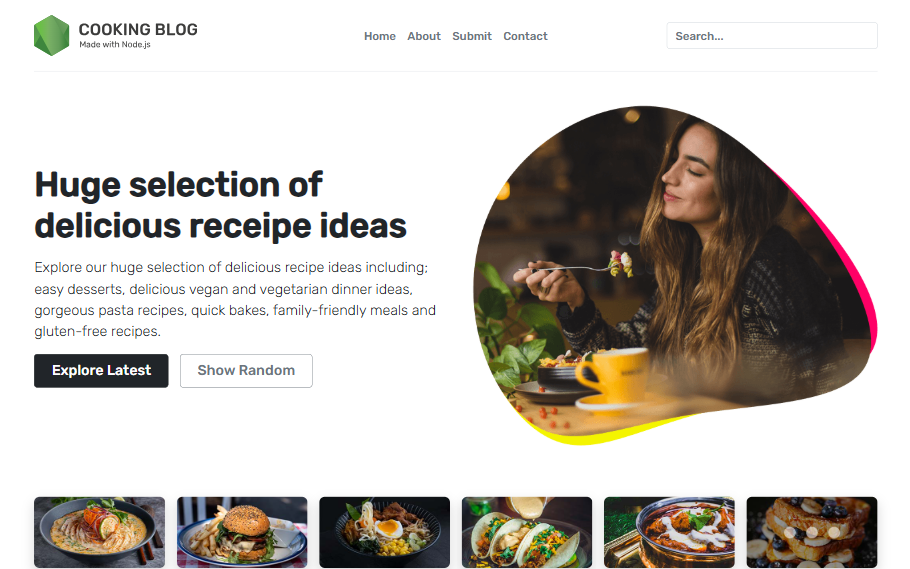 COOKING BLOG
Made with Node.js
Home About Submit Contact
Search...
Huge selection of
delicious receipe ideas
Explore our huge selection of delicious recipe ideas including;
easy desserts, delicious vegan and vegetarian dinner ideas,
gorgeous pasta recipes, quick bakes, family-friendly meals and
gluten-free recipes.
Explore Latest Show Random